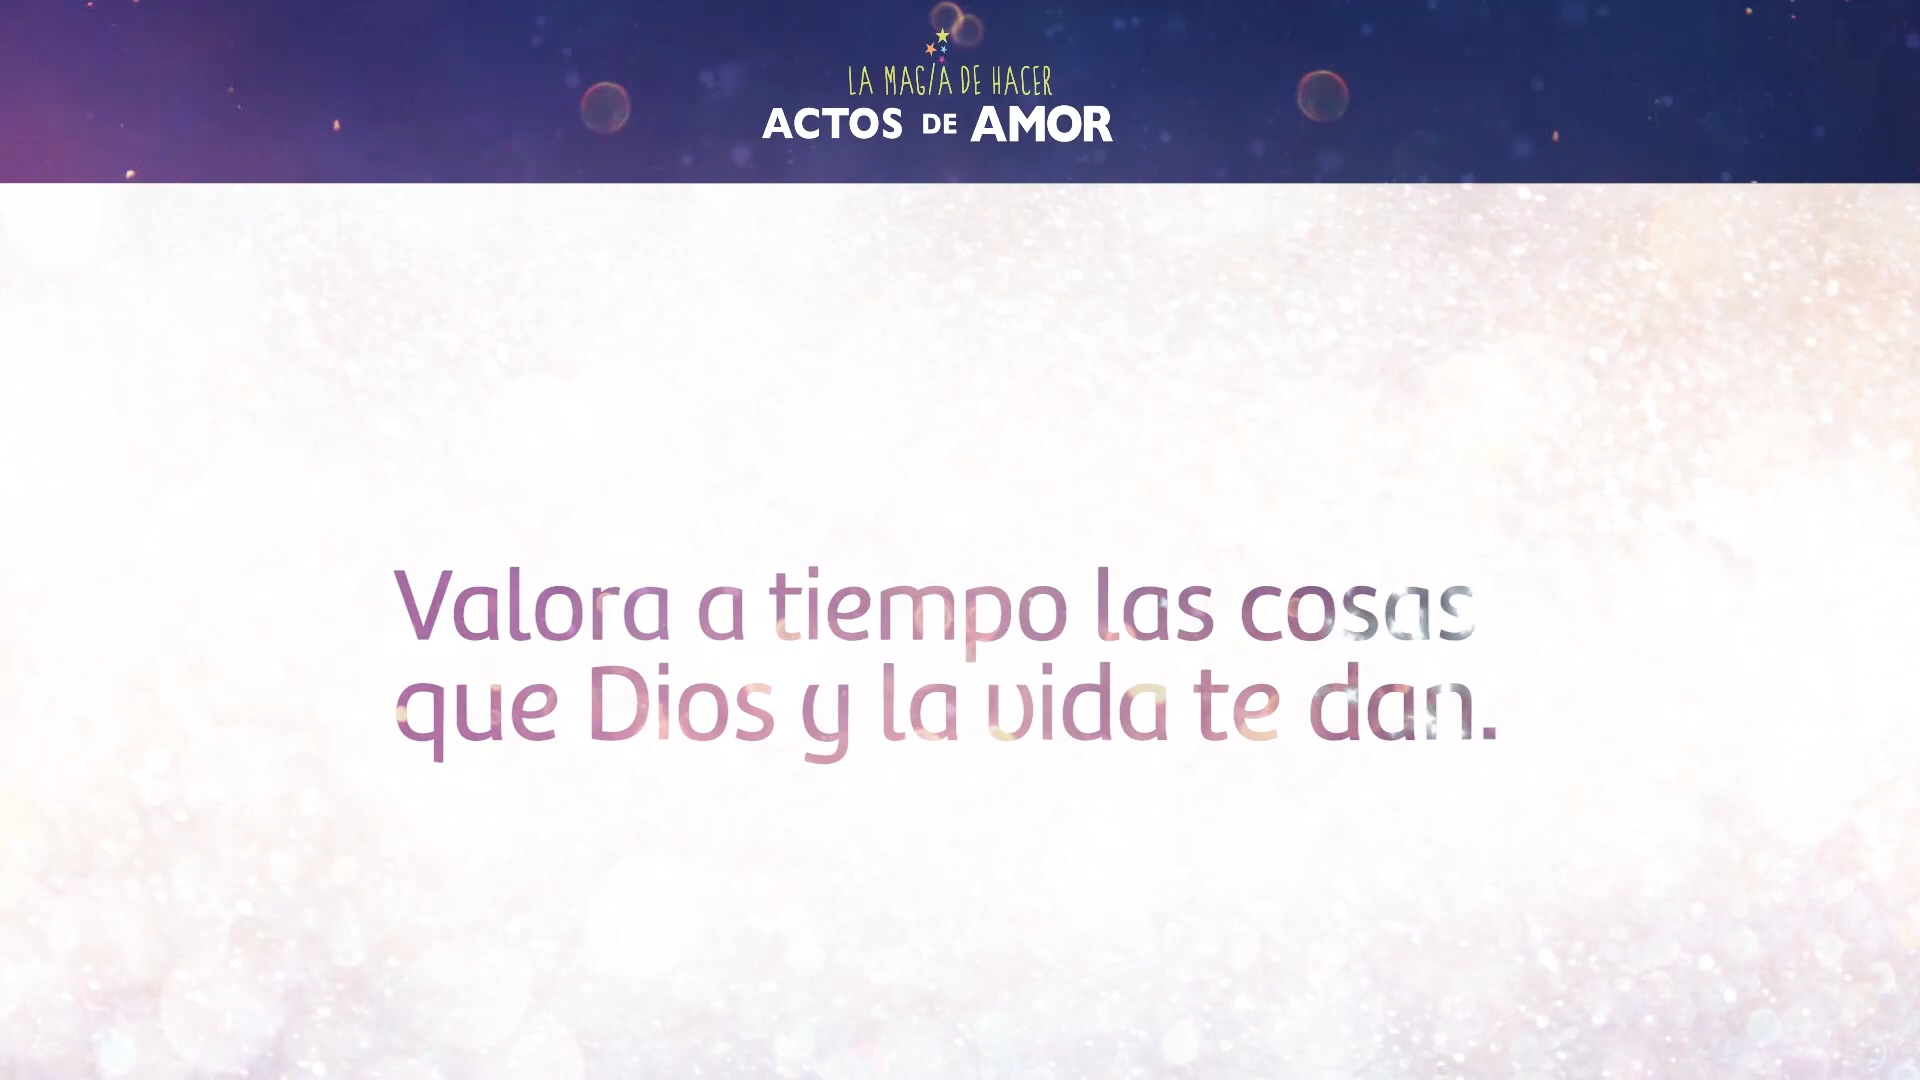 LA MAGIA DE HACER
ACTOS DE AMOR
Valora a tiempo las cosas
que Dios y la vida te dan.